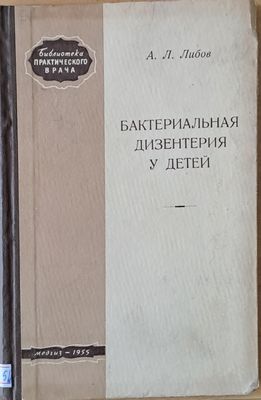 Библиотека
ПРАКТИЧЕСКОГО
ВРАЧА
А. Л. Либов
БАКТЕРИАЛЬНАЯ
ДИЗЕНТЕРИЯ
У ДЕТЕЙ
медгиз – 1955